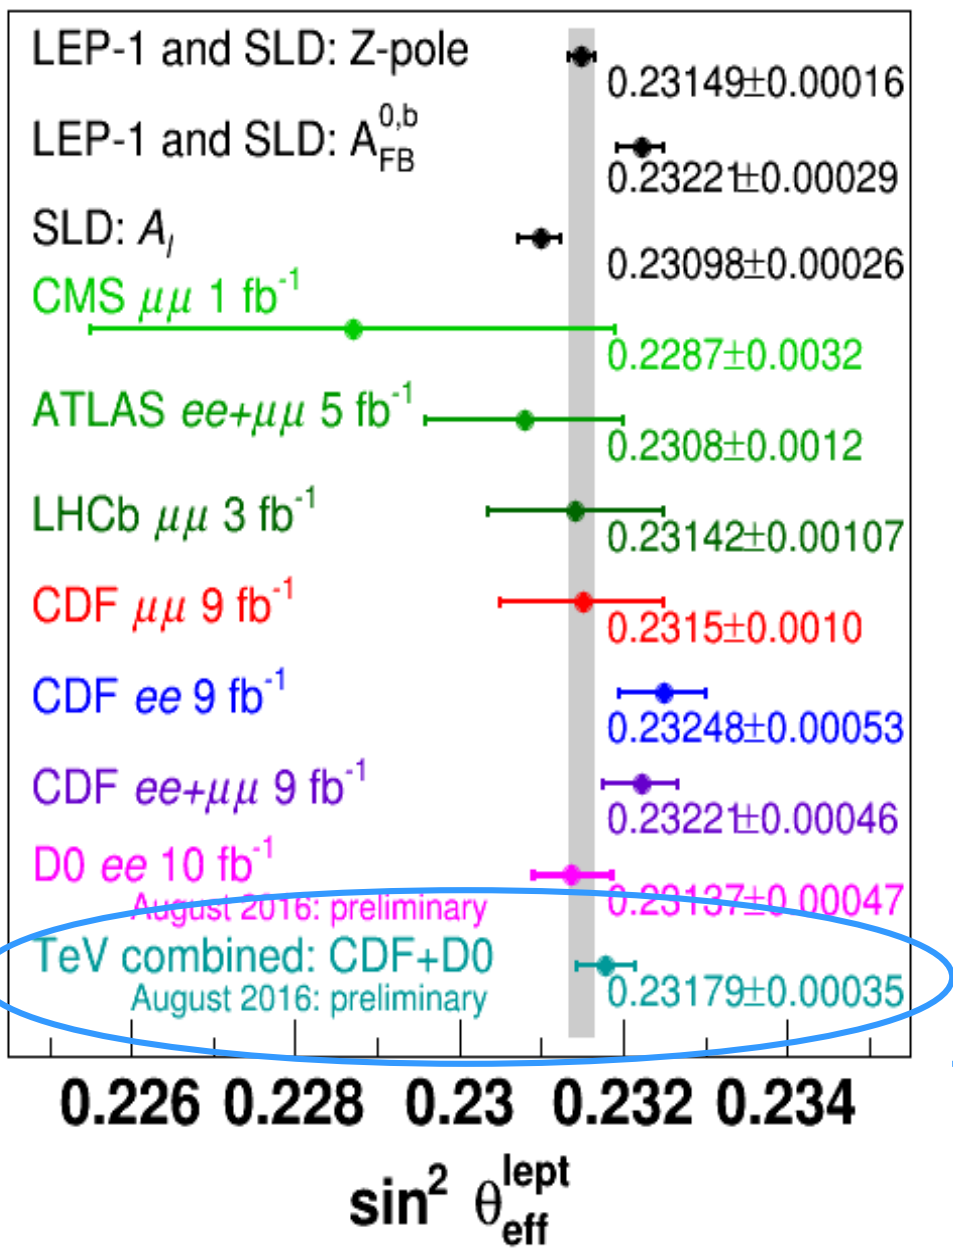 LEP-1 and SLD: Z-pole
0.23149±0.00016
LEP-1 and SLD: A_FB^0,b
0.23221±0.00029
SLD: A_l
0.23098±0.00026
CMS μμ 1 fb^-1
0.2287±0.0032
ATLAS ee+μμ 5 fb^-1
0.2308±0.0012
LHCb μμ 3 fb^-1
0.23142±0.00107
CDF μμ 9 fb^-1
0.2315±0.0010
CDF ee 9 fb^-1
0.23248±0.00053
CDF ee+μμ 9 fb^-1
0.23221±0.00046
D0 ee 10 fb^-1
August 2016: preliminary
0.23137±0.00047
TeV combined: CDF+D0
August 2016: preliminary
0.23179±0.00035
0.226 0.228 0.23 0.232 0.234
sin² θ_eff^lept